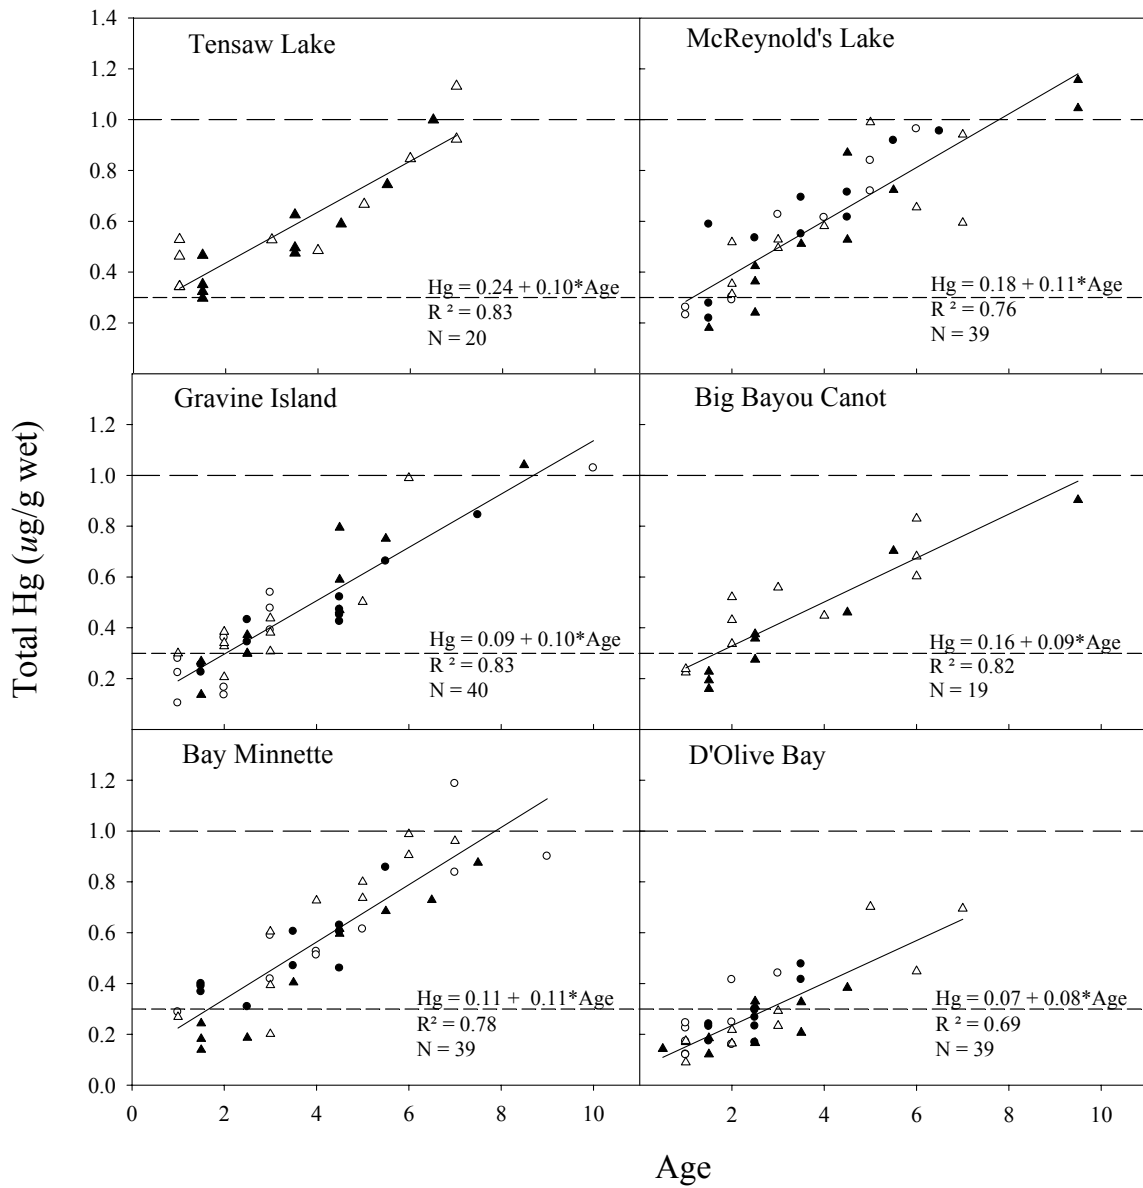 1.4
Tensaw Lake
McReynold's Lake
1.2
1.0
0.8
0.6
0.4
Hg = 0.24 + 0.10*Age
R ² = 0.83
N = 20
Hg = 0.18 + 0.11*Age
R ² = 0.76
N = 39
0.2
Gravine Island
Big Bayou Canot
1.2
1.0
0.8
0.6
0.4
Hg = 0.09 + 0.10*Age
R ² = 0.83
N = 40
Hg = 0.16 + 0.09*Age
R ² = 0.82
N = 19
0.2
Total Hg (ug/g wet)
Bay Minnette
D'Olive Bay
1.2
1.0
0.8
0.6
0.4
Hg = 0.11 + 0.11*Age
R² = 0.78
N = 39
Hg = 0.07 + 0.08*Age
R ² = 0.69
N = 39
0.2
0.0
0 2 4 6 8 10 2 4 6 8 10
Age